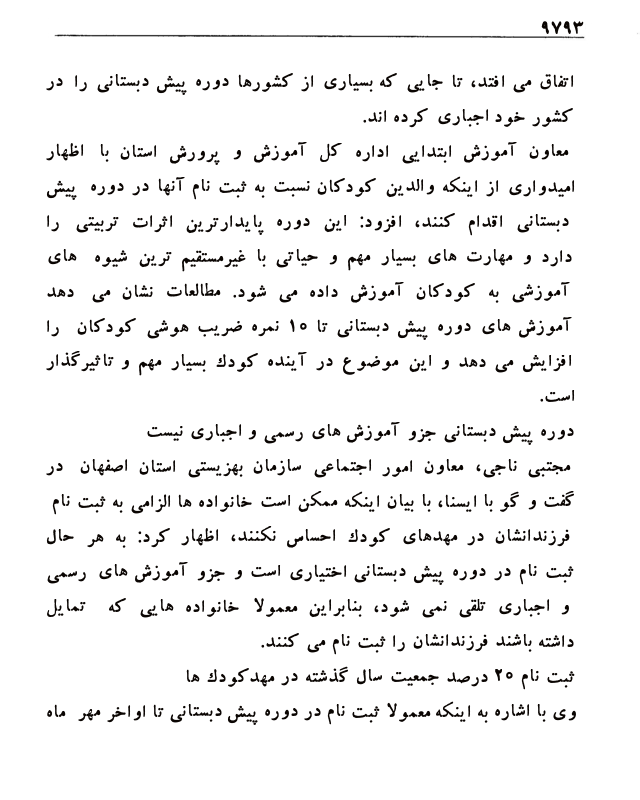 ۹۷۹۳
اتفاق می افتد، تا جایی که بسیاری از کشورها دوره پیش دبستانی را در
کشور خود اجباری کرده اند.
معاون آموزش ابتدایی اداره کل آموزش و پرورش استان با اظهار
امیدواری از اینکه والدین کودکان نسبت به ثبت نام آنها در دوره پیش
دبستانی اقدام کنند، افزود: این دوره پایدارترین اثرات تربیتی را
دارد و مهارت های بسیار مهم و حیاتی با غیرمستقیم ترین شیوه های
آموزشی به کودکان آموزش داده می شود. مطالعات نشان می دهد
آموزش های دوره پیش دبستانی تا ۱۵ نمره ضریب هوشی کودکان را
افزایش می دهد و این موضوع در آینده کودك بسیار مهم و تاثیرگذار
است.
دوره پیش دبستانی جزو آموزش های رسمی و اجباری نیست
مجتبی ناجی، معاون امور اجتماعی سازمان بهزیستی استان اصفهان در
گفت و گو با ایسنا، با بیان اینکه ممکن است خانواده ها الزامی به ثبت نام
فرزندانشان در مهدهای کودك احساس نکنند، اظهار کرد: به هر حال
ثبت نام در دوره پیش دبستانی اختیاری است و جزو آموزش های رسمی
و اجباری تلقی نمی شود، بنابراین معمولا خانواده هایی که تمایل
داشته باشند فرزندانشان را ثبت نام می کنند.
ثبت نام ۲۵ درصد جمعیت سال گذشته در مهدکودك ها
وی با اشاره به اینکه معمولا ثبت نام در دوره پیش دبستانی تا اواخر مهر ماه